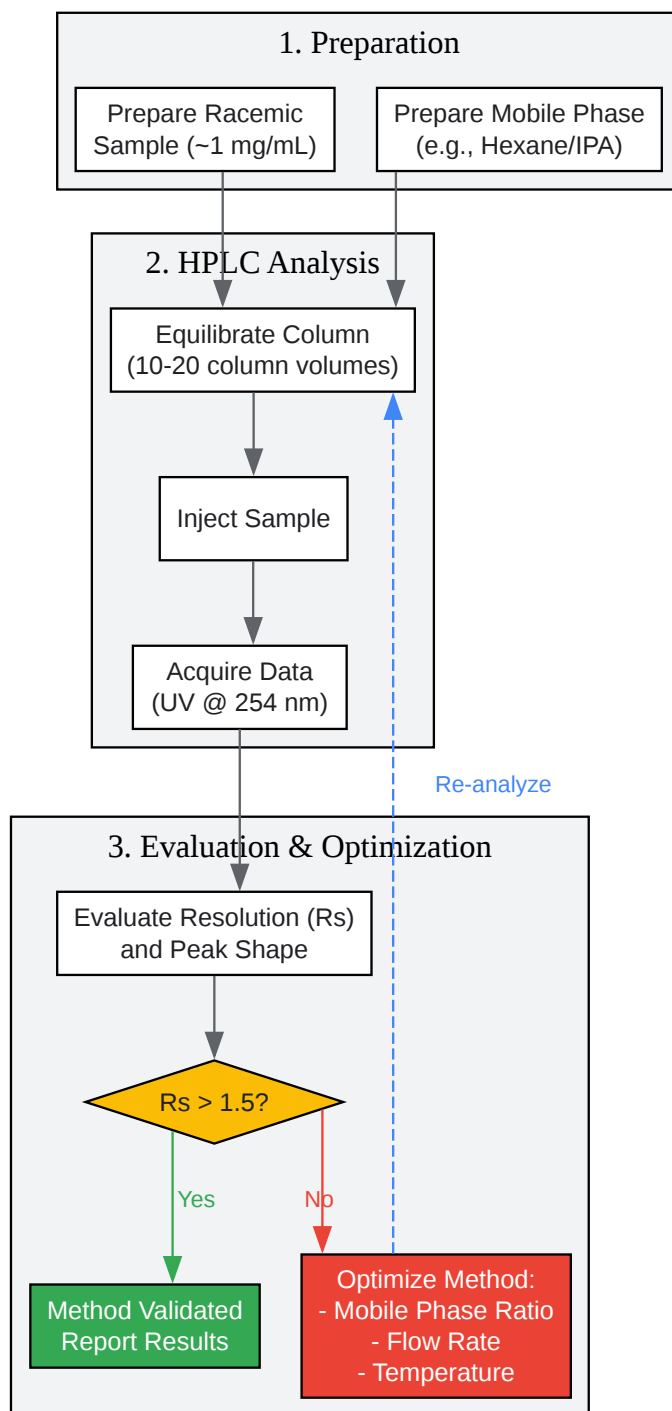 1. Preparation
Prepare Racemic
Sample (~1 mg/mL)
Prepare Mobile Phase
(e.g., Hexane/IPA)
2. HPLC Analysis
Equilibrate Column
(10-20 column volumes)
Inject Sample
Acquire Data
(UV @ 254 nm)
Re-analyze
3. Evaluation & Optimization
Evaluate Resolution (Rs)
and Peak Shape
Rs > 1.5?
Yes
No
Method Validated
Report Results
Optimize Method:
- Mobile Phase Ratio
- Flow Rate
- Temperature